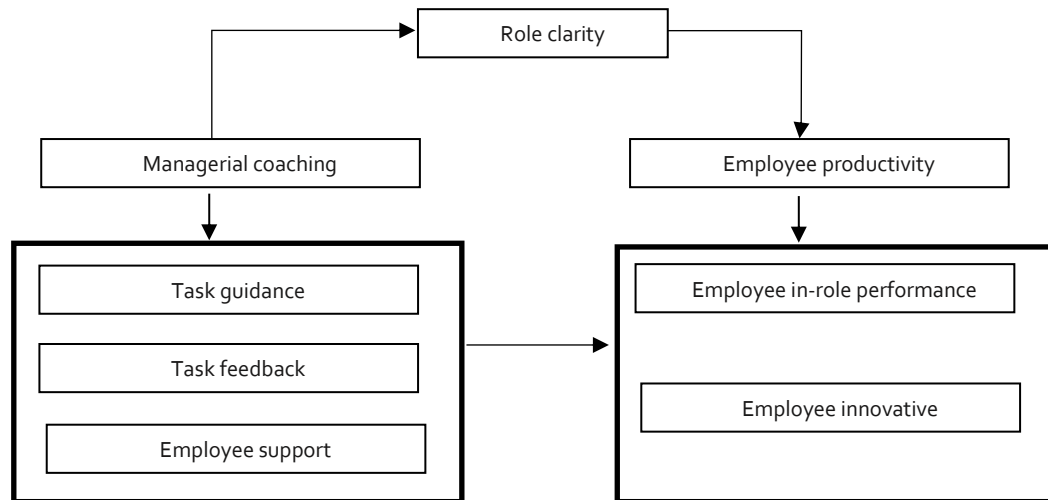 Role clarity
Managerial coaching
Employee productivity
Task guidance
Employee in-role performance
Task feedback
Employee innovative
Employee support